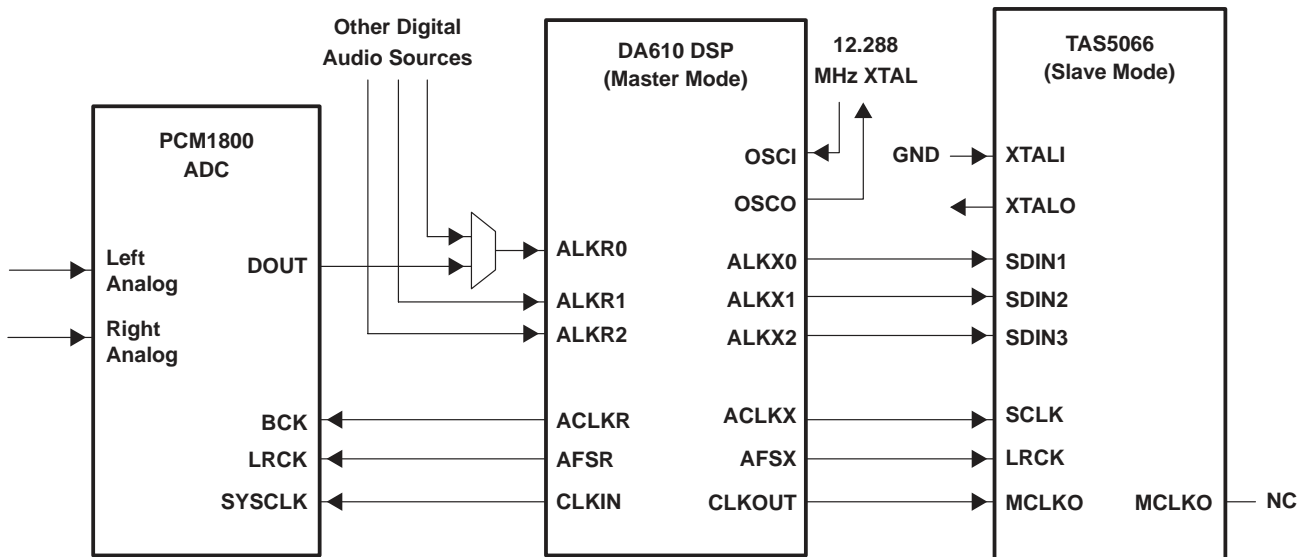 Other Digital
Audio Sources
PCM1800
ADC
Left
Analog
Right
Analog
DOUT
BCK
LRCK
SYSCLK
DA610 DSP
(Master Mode)
OSCI
OSCO
ALKR0
ALKR1
ALKR2
ACLKR
AFSR
CLKIN
ALKX0
ALKX1
ALKX2
ACLKX
AFSX
CLKOUT
12.288
MHz XTAL
GND
TAS5066
(Slave Mode)
XTALI
XTALO
SDIN1
SDIN2
SDIN3
SCLK
LRCK
MCLKO
MCLKO
NC